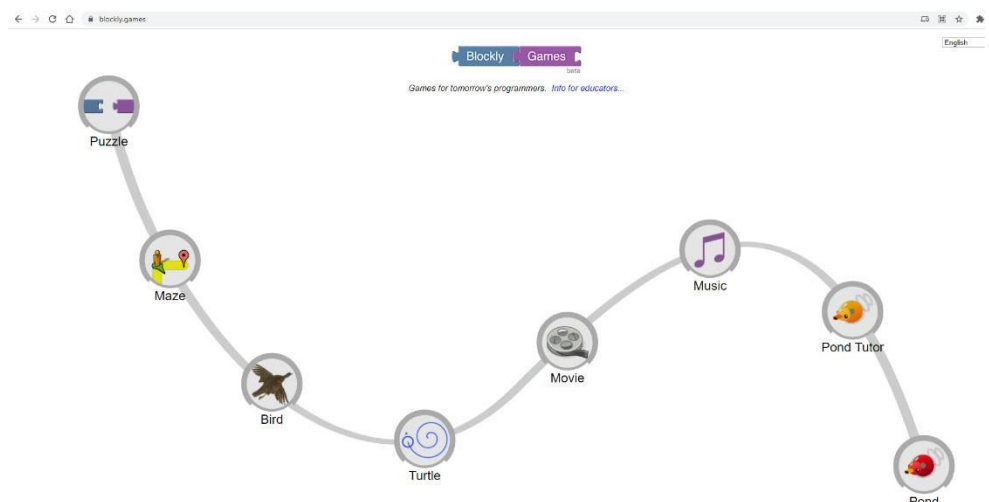 blockly.games
English
Blockly Games
beta
Games for tomorrow's programmers. Info for educators...
Puzzle
Maze
Bird
Turtle
Movie
Music
Pond Tutor
Pond